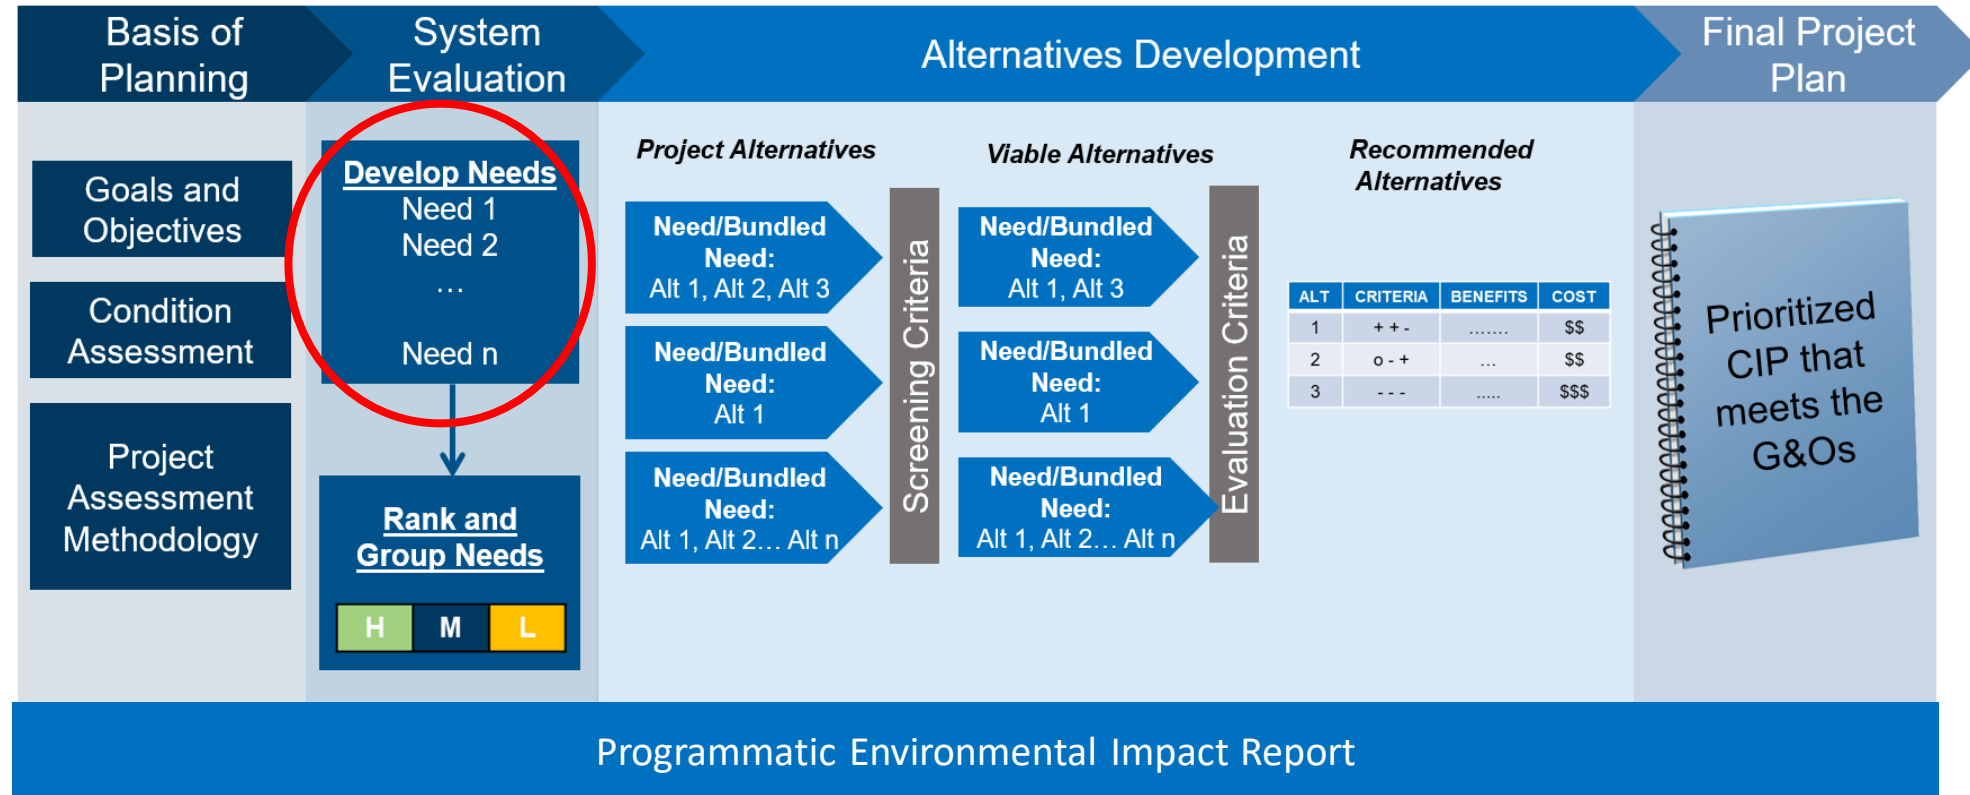 Basis of
Planning
System
Evaluation
Alternatives Development
Final Project
Plan
Goals and
Objectives
Condition
Assessment
Project
Assessment
Methodology
Develop Needs
Need 1
Need 2
...
Need n
Rank and
Group Needs
H M L
Project Alternatives
Need/Bundled
Need:
Alt 1, Alt 2, Alt 3
Need/Bundled
Need:
Alt 1
Need/Bundled
Need:
Alt 1, Alt 2... Alt n
Screening Criteria
Viable Alternatives
Need/Bundled
Need:
Alt 1, Alt 3
Need/Bundled
Need:
Alt 1
Need/Bundled
Need:
Alt 1, Alt 2... Alt n
Evaluation Criteria
Recommended
Alternatives
ALT CRITERIA BENEFITS COST
1 + + - ....... $$
2 o - + ... $$
3 - - - ..... $$$
Prioritized
CIP that
meets the
G&Os
Programmatic Environmental Impact Report